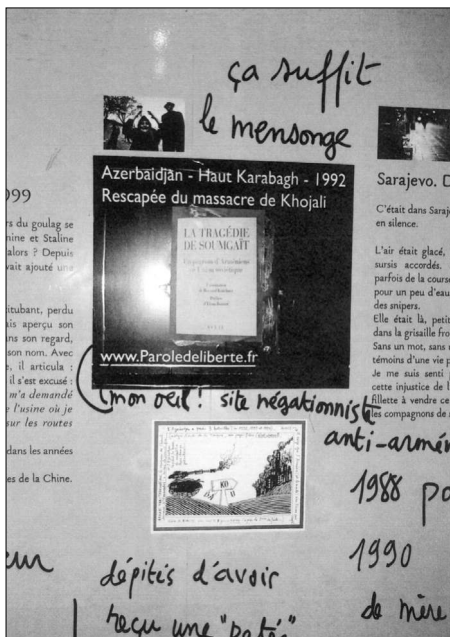 ça suffit
le mensonge
Azerbaïdjan - Haut Karabagh - 1992
Rescapée du massacre de Khojali
LA TRAGÉDIE
DE SOUMGAÏT
www.Paroledeliberte.fr
(mon oeil! site négationniste
anti-armén
1988 po
1990
de mère
dépités d'avoir
reçu une "patée"
eur
999
rs du goulag se
nine et Staline
alors ? Depuis
vait ajouté une
titubant, perdu
is aperçu son
ns son regard,
son nom. Avec
e, il articula :
il s'est excusé :
m'a demandé
e l'usine où je
sur les routes
dans les années
es de la Chine.
Sarajevo. D
C'était dans Saraje
en silence.
L'air était glacé,
sursis accordés.
parfois de la course
pour un peu d'eau
des snipers.
Elle était là, petit
dans la grisaille fro
Sans un mot, sans u
témoins d'une vie p
Je me suis senti
cette injustice de l
fillette à vendre ce
les compagnons de